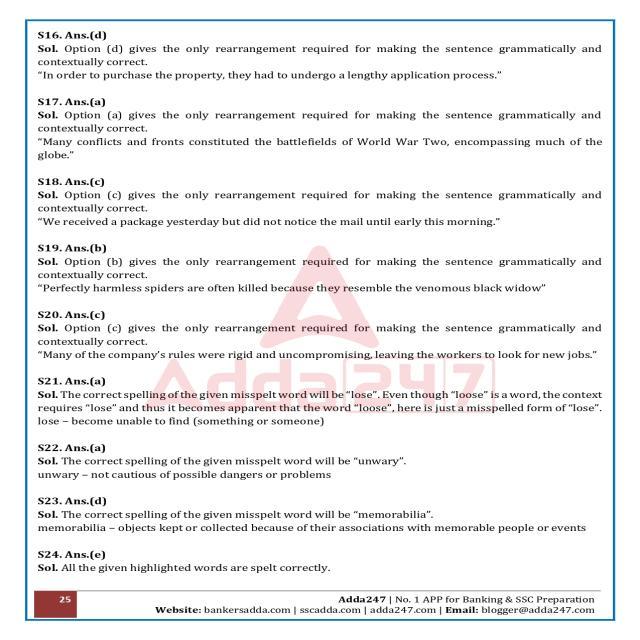 S16. Ans.(d)
Sol. Option (d) gives the only rearrangement required for making the sentence grammatically and
contextually correct.
“In order to purchase the property, they had to undergo a lengthy application process.”
S17. Ans.(a)
Sol. Option (a) gives the only rearrangement required for making the sentence grammatically and
contextually correct.
“Many conflicts and fronts constituted the battlefields of World War Two, encompassing much of the
globe.”
S18. Ans.(c)
Sol. Option (c) gives the only rearrangement required for making the sentence grammatically and
contextually correct.
“We received a package yesterday but did not notice the mail until early this morning.”
S19. Ans.(b)
Sol. Option (b) gives the only rearrangement required for making the sentence grammatically and
contextually correct.
“Perfectly harmless spiders are often killed because they resemble the venomous black widow”
S20. Ans.(c)
Sol. Option (c) gives the only rearrangement required for making the sentence grammatically and
contextually correct.
“Many of the company’s rules were rigid and uncompromising, leaving the workers to look for new jobs.”
Adda247
S21. Ans.(a)
Sol. The correct spelling of the given misspelt word will be “lose”. Even though “loose” is a word, the context
requires “lose” and thus it becomes apparent that the word “loose”, here is just a misspelled form of “lose”.
lose – become unable to find (something or someone)
S22. Ans.(a)
Sol. The correct spelling of the given misspelt word will be “unwary”.
unwary – not cautious of possible dangers or problems
S23. Ans.(d)
Sol. The correct spelling of the given misspelt word will be “memorabilia”.
memorabilia – objects kept or collected because of their associations with memorable people or events
S24. Ans.(e)
Sol. All the given highlighted words are spelt correctly.
25
Adda247 | No. 1 APP for Banking & SSC Preparation
Website: bankersadda.com | sscadda.com | adda247.com | Email: blogger@adda247.com